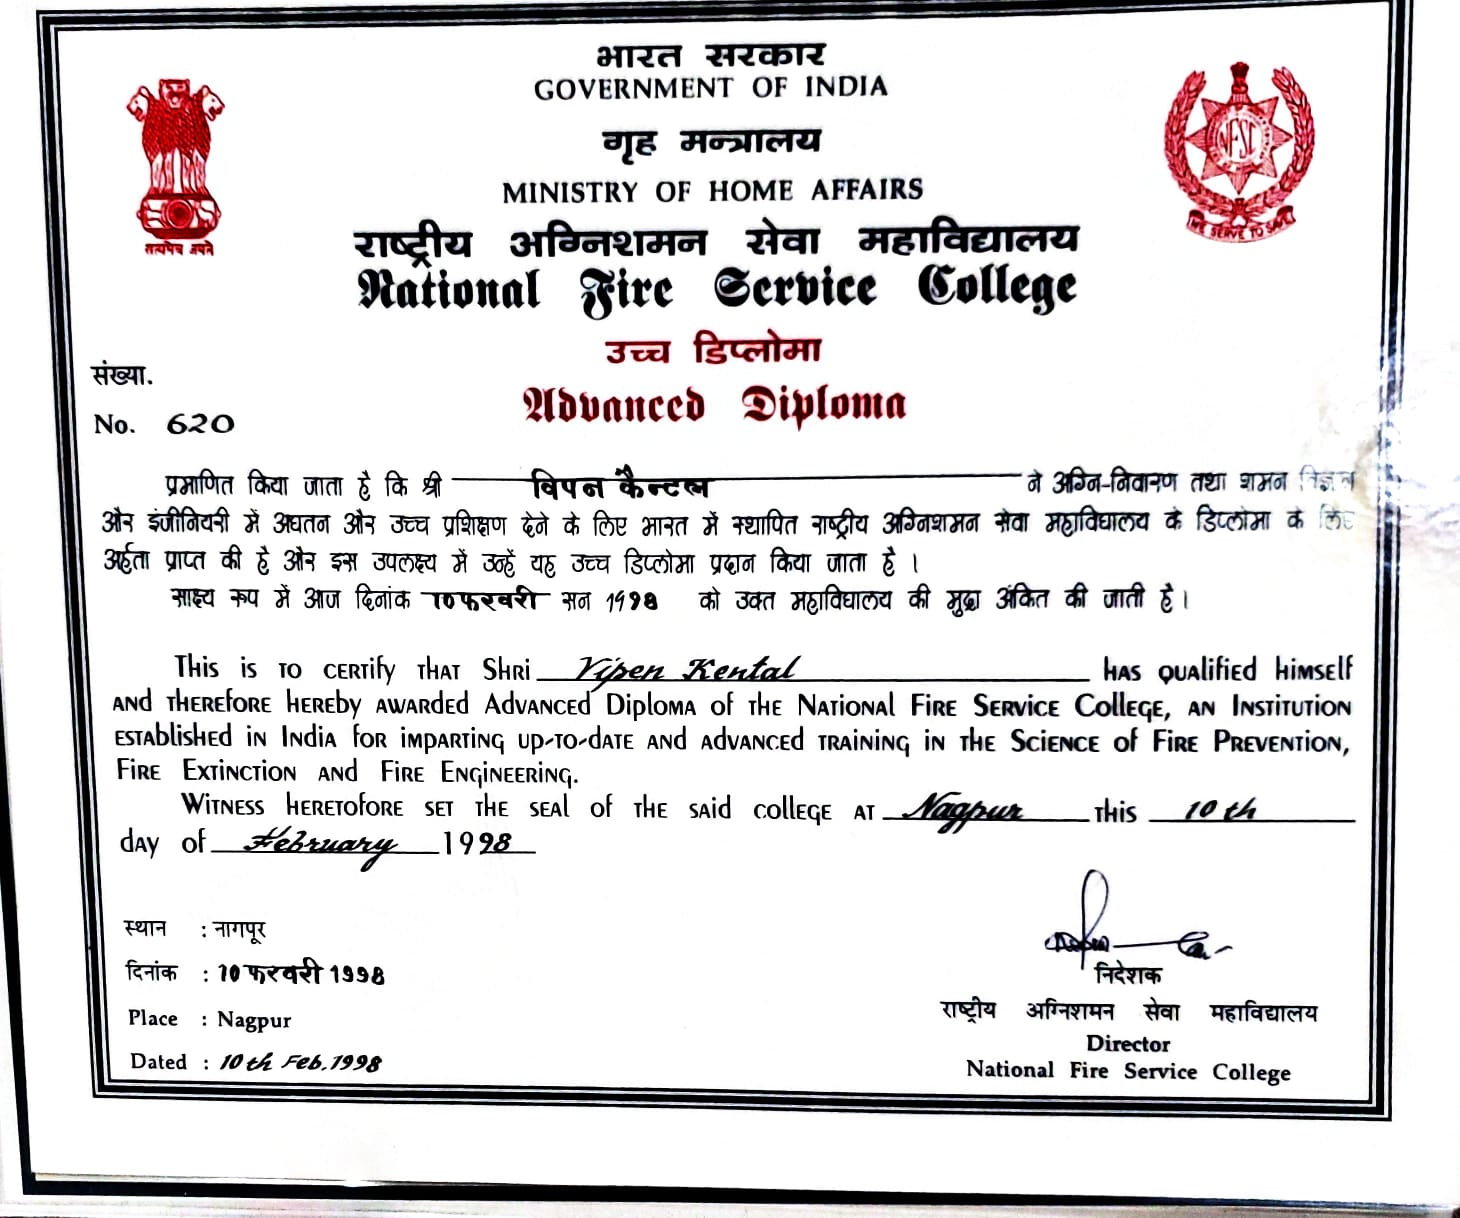 भारत सरकार
GOVERNMENT OF INDIA
गृह मन्त्रालय
MINISTRY OF HOME AFFAIRS
राष्ट्रीय अग्निशमन सेवा महाविद्यालय
National Fire Service College
सत्यमेव जयते
NFSC
WE SERVE TO SAVE
उच्च डिप्लोमा
Advanced Diploma
संख्या.
No. 620
प्रमाणित किया जाता है कि श्री विपन कैन्टल ने अग्नि-निवारण तथा शमन
और इंजीनियरी में अद्यतन और उच्च प्रशिक्षण देने के लिए भारत में स्थापित राष्ट्रीय अग्निशमन सेवा महाविद्यालय के डिप्लोमा के लिए
अर्हता प्राप्त की है और इस उपलक्ष्य में उन्हें यह उच्च डिप्लोमा प्रदान किया जाता है।
साक्ष्य रूप में आज दिनांक 10 फरवरी सन 1998 को उक्त महाविद्यालय की मुद्रा अंकित की जाती है।
This is to certify that Shri Vipen Kental has qualified himself
and therefore hereby awarded Advanced Diploma of the National Fire Service College, an Institution
established in India for imparting up-to-date and advanced training in the Science of Fire Prevention,
Fire Extinction and Fire Engineering.
Witness heretofore set the seal of the said college at Nagpur this 10th
day of February 1998
स्थान : नागपूर
दिनांक : 10 फरवरी 1998
Place : Nagpur
Dated : 10th Feb. 1998
निदेशक
राष्ट्रीय अग्निशमन सेवा महाविद्यालय
Director
National Fire Service College